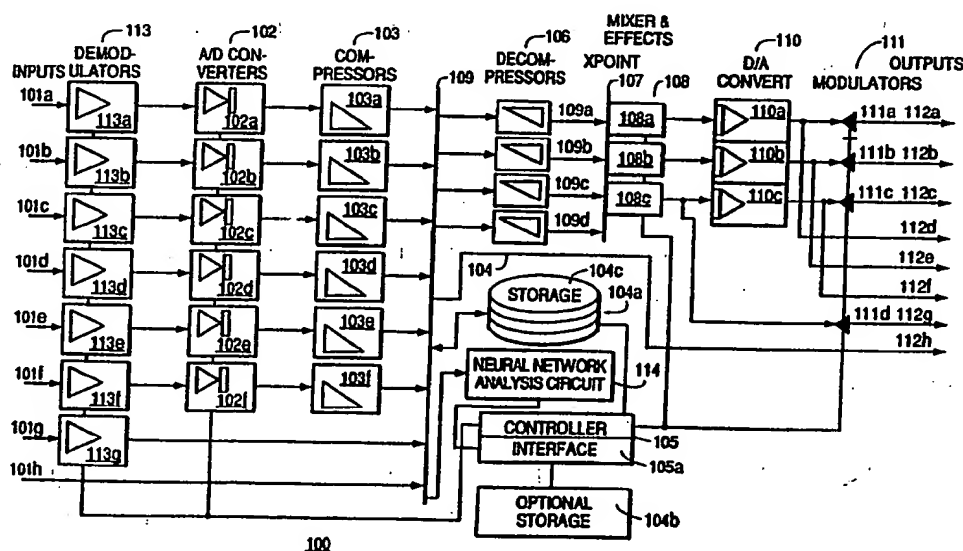 113
DEMOD-
ULATORS
102
A/D CON-
VERTERS
103
COM-
PRESSORS
109
106
DECOM-
PRESSORS
MIXER &
EFFECTS
XPOINT
107
108
110
D/A
CONVERT
111
MODULATORS
OUTPUTS
INPUTS
101a
113a
102a
103a
109a
108a
110a
111a 112a
101b
113b
102b
103b
109b
108b
110b
111b 112b
101c
113c
102c
103c
109c
108c
110c
111c 112c
109d
112d
101d
113d
102d
103d
104
104c
STORAGE
104a
112e
112f
101e
113e
102e
103e
111d 112g
112h
NEURAL NETWORK
ANALYSIS CIRCUIT
114
101f
113f
102f
103f
101g
113g
CONTROLLER
105
INTERFACE
105a
101h
OPTIONAL
STORAGE
104b
100